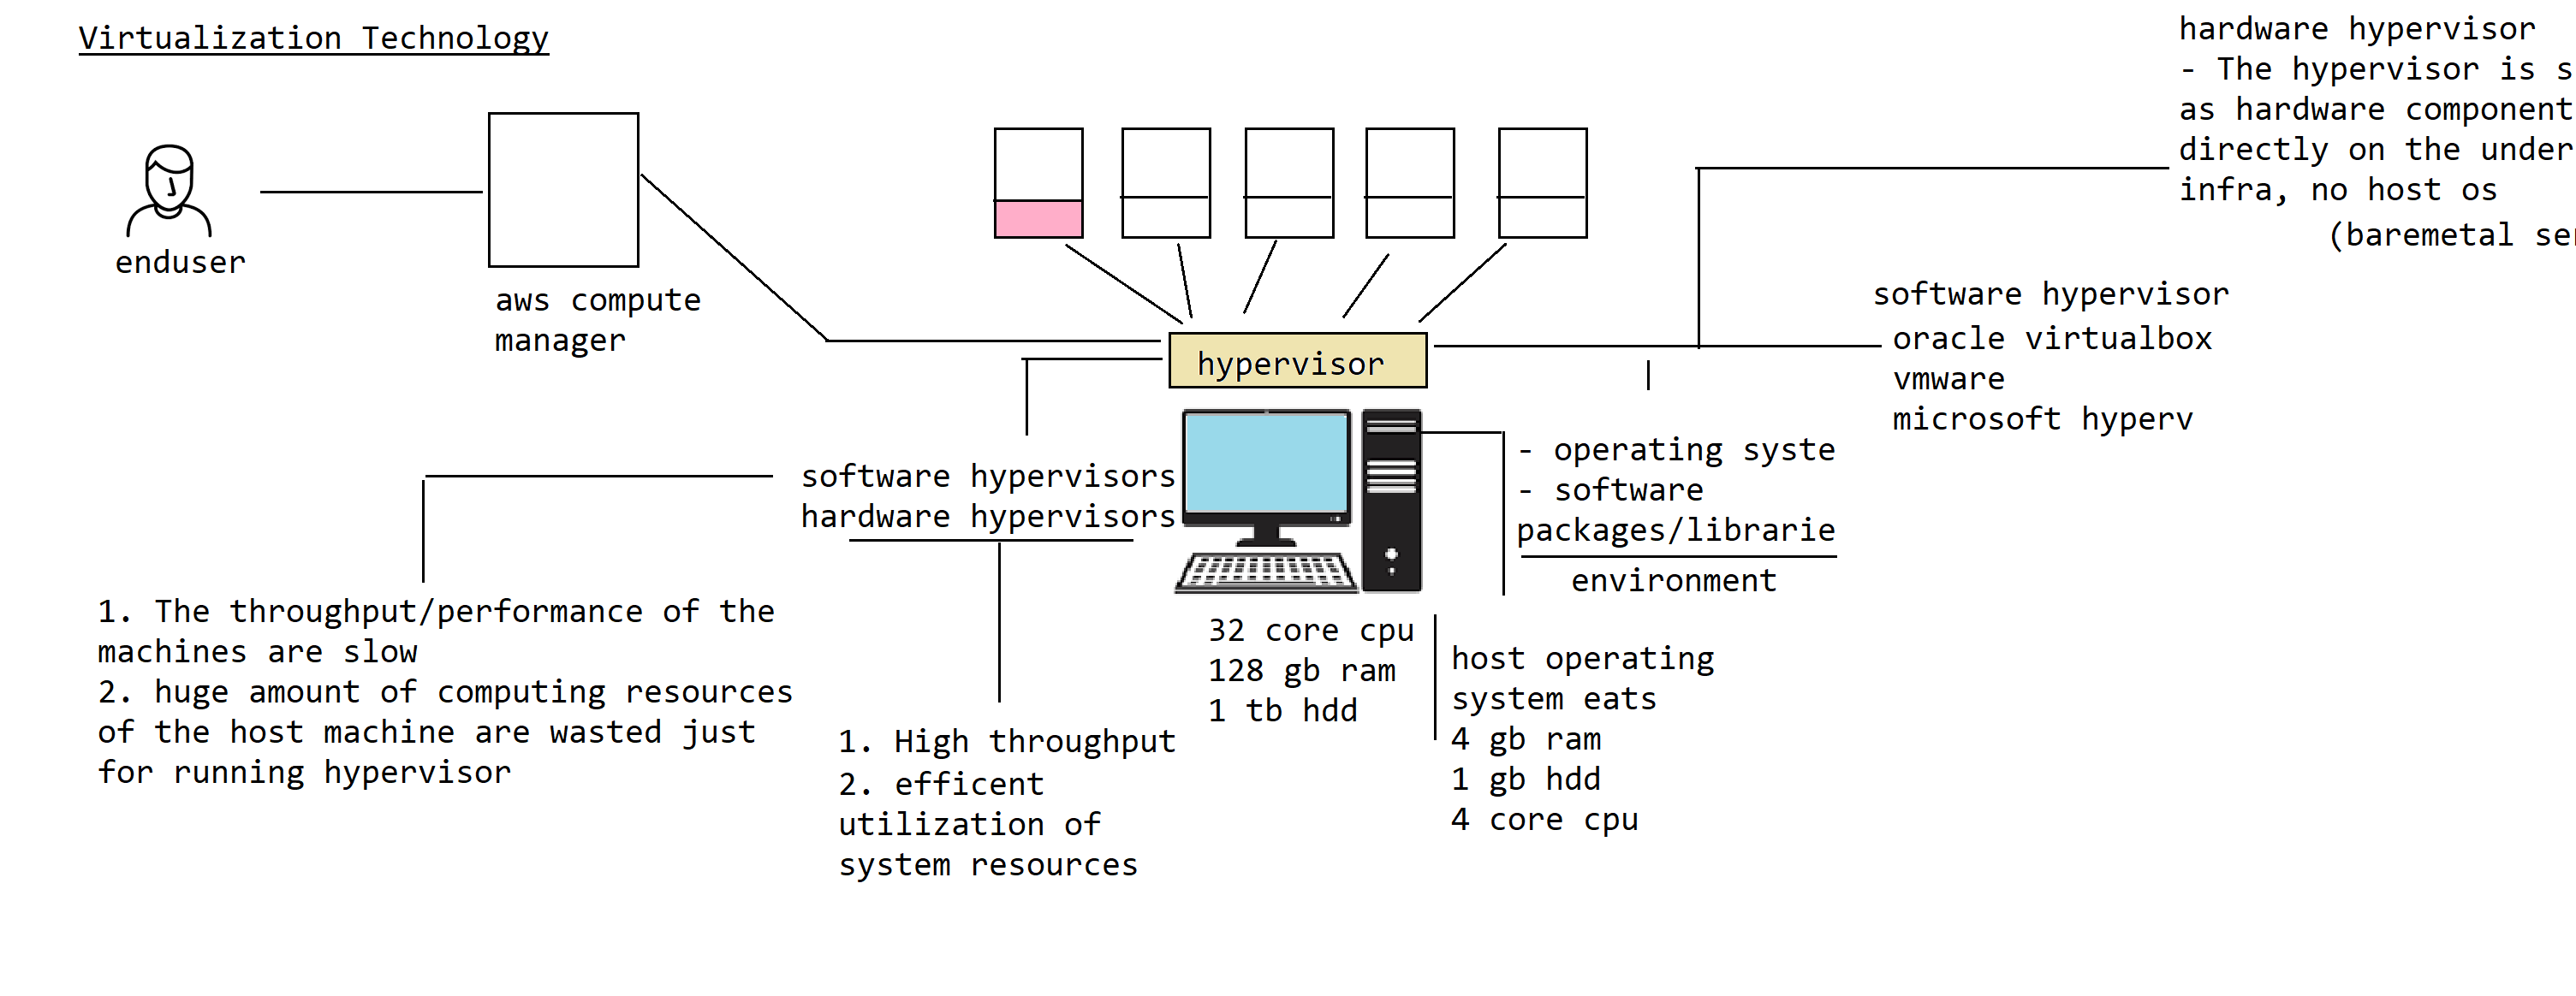 Virtualization Technology
enduser
aws compute
manager
hypervisor
hardware hypervisor
- The hypervisor is
as hardware component
directly on the under
infra, no host os
(baremetal
software hypervisor
oracle virtualbox
vmware
microsoft hyperv
software hypervisors
hardware hypervisors
- operating syste
- software
packages/librarie
environment
1. The throughput/performance of the
machines are slow
2. huge amount of computing resources
of the host machine are wasted just
for running hypervisor
1. High throughput
2. efficent
utilization of
system resources
32 core cpu
128 gb ram
1 tb hdd
host operating
system eats
4 gb ram
1 gb hdd
4 core cpu